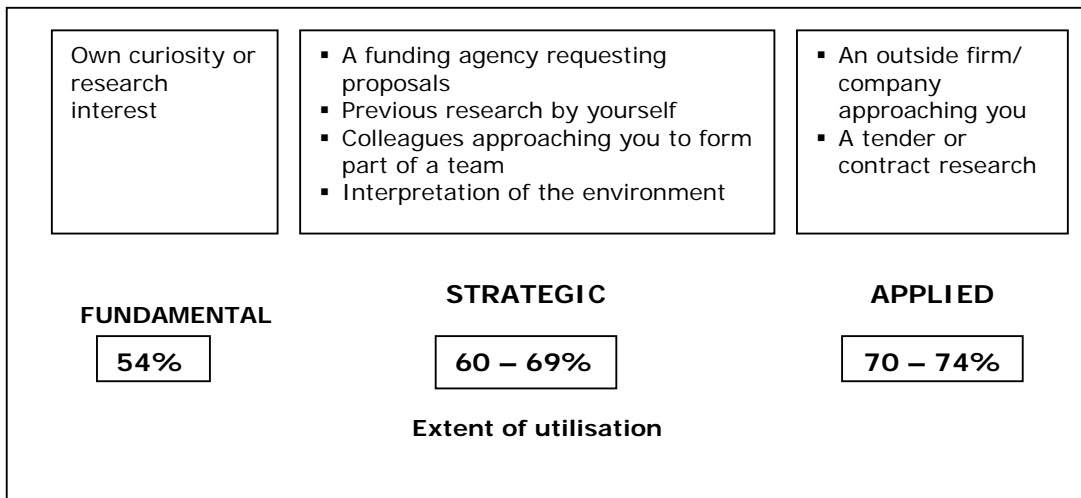 Own curiosity or
research
interest
▪ A funding agency requesting
proposals
▪ Previous research by yourself
▪ Colleagues approaching you to form
part of a team
▪ Interpretation of the environment
▪ An outside firm/
company
approaching you
▪ A tender or
contract research
FUNDAMENTAL
STRATEGIC
APPLIED
54%
60 – 69%
70 – 74%
Extent of utilisation